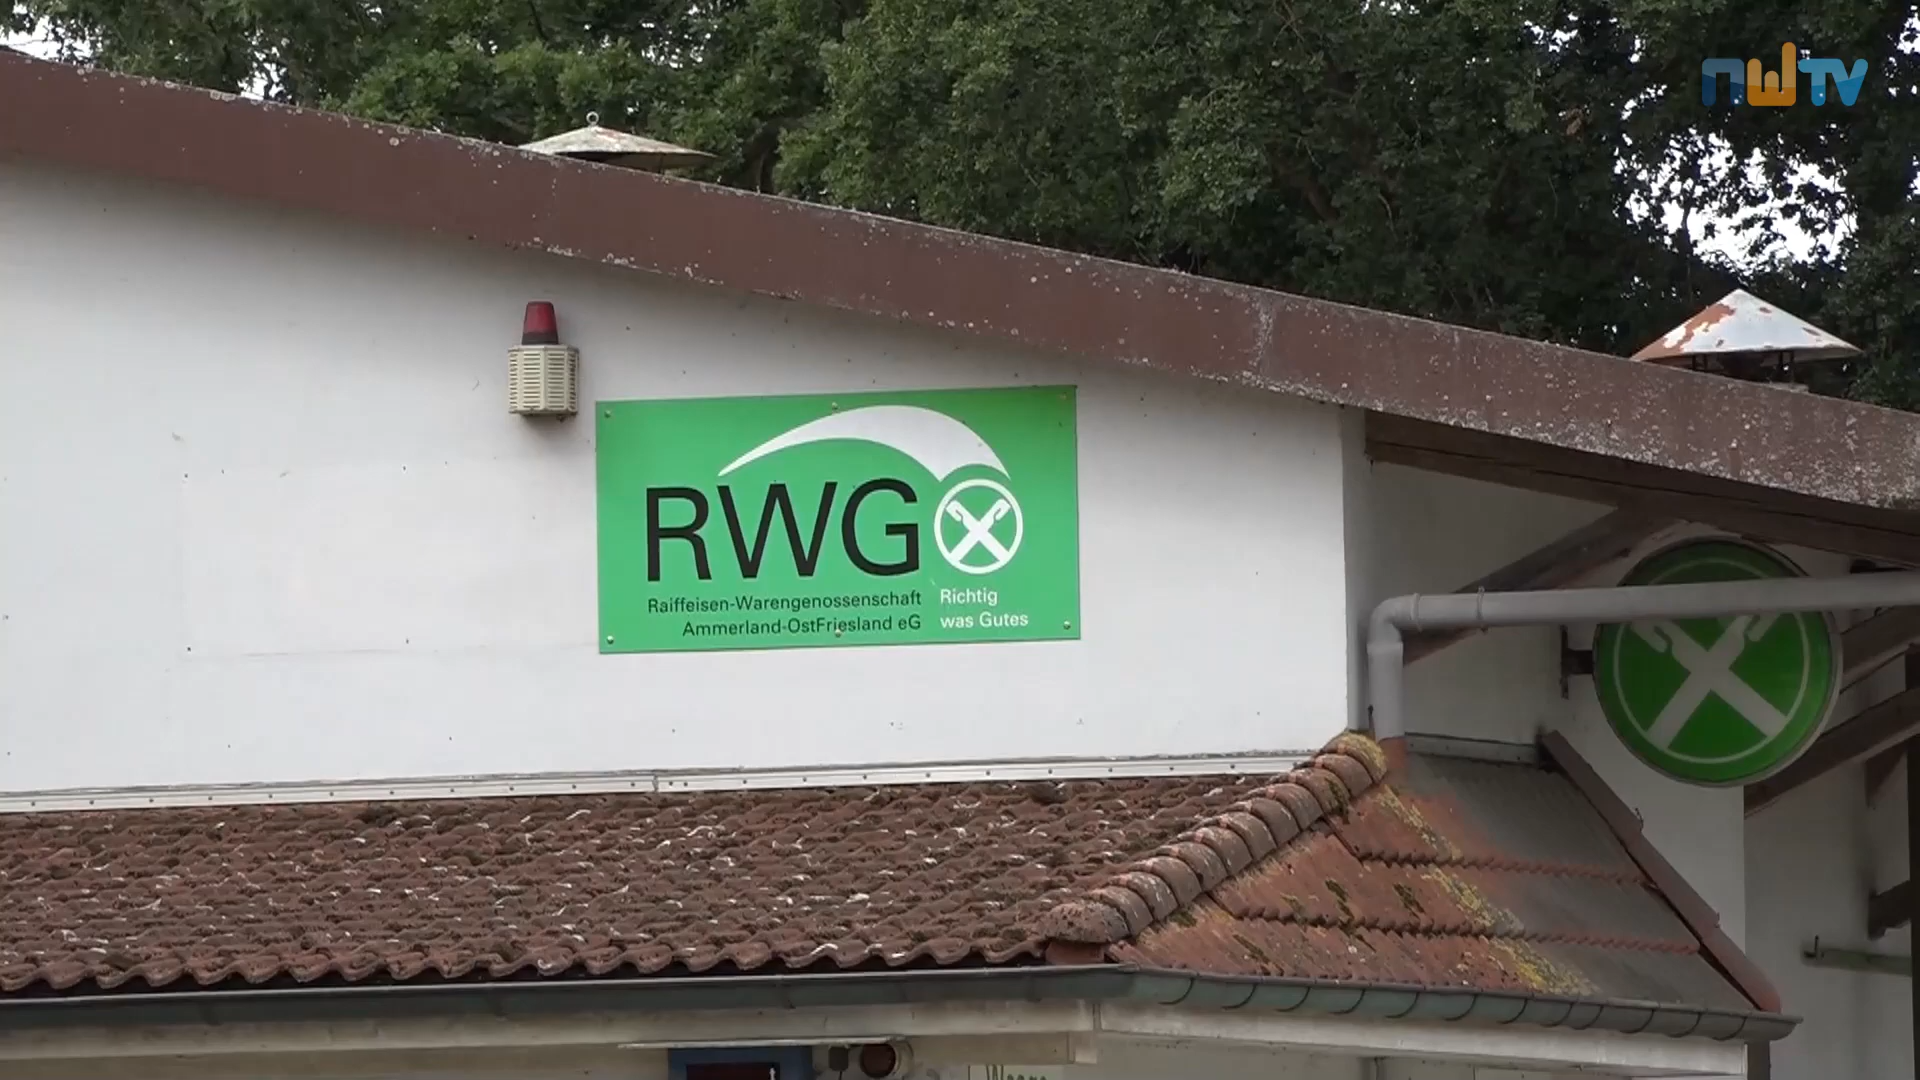 NWTV
RWG
Raiffeisen-Warengenossenschaft
Ammerland-OstFriesland eG
Richtig
was Gutes